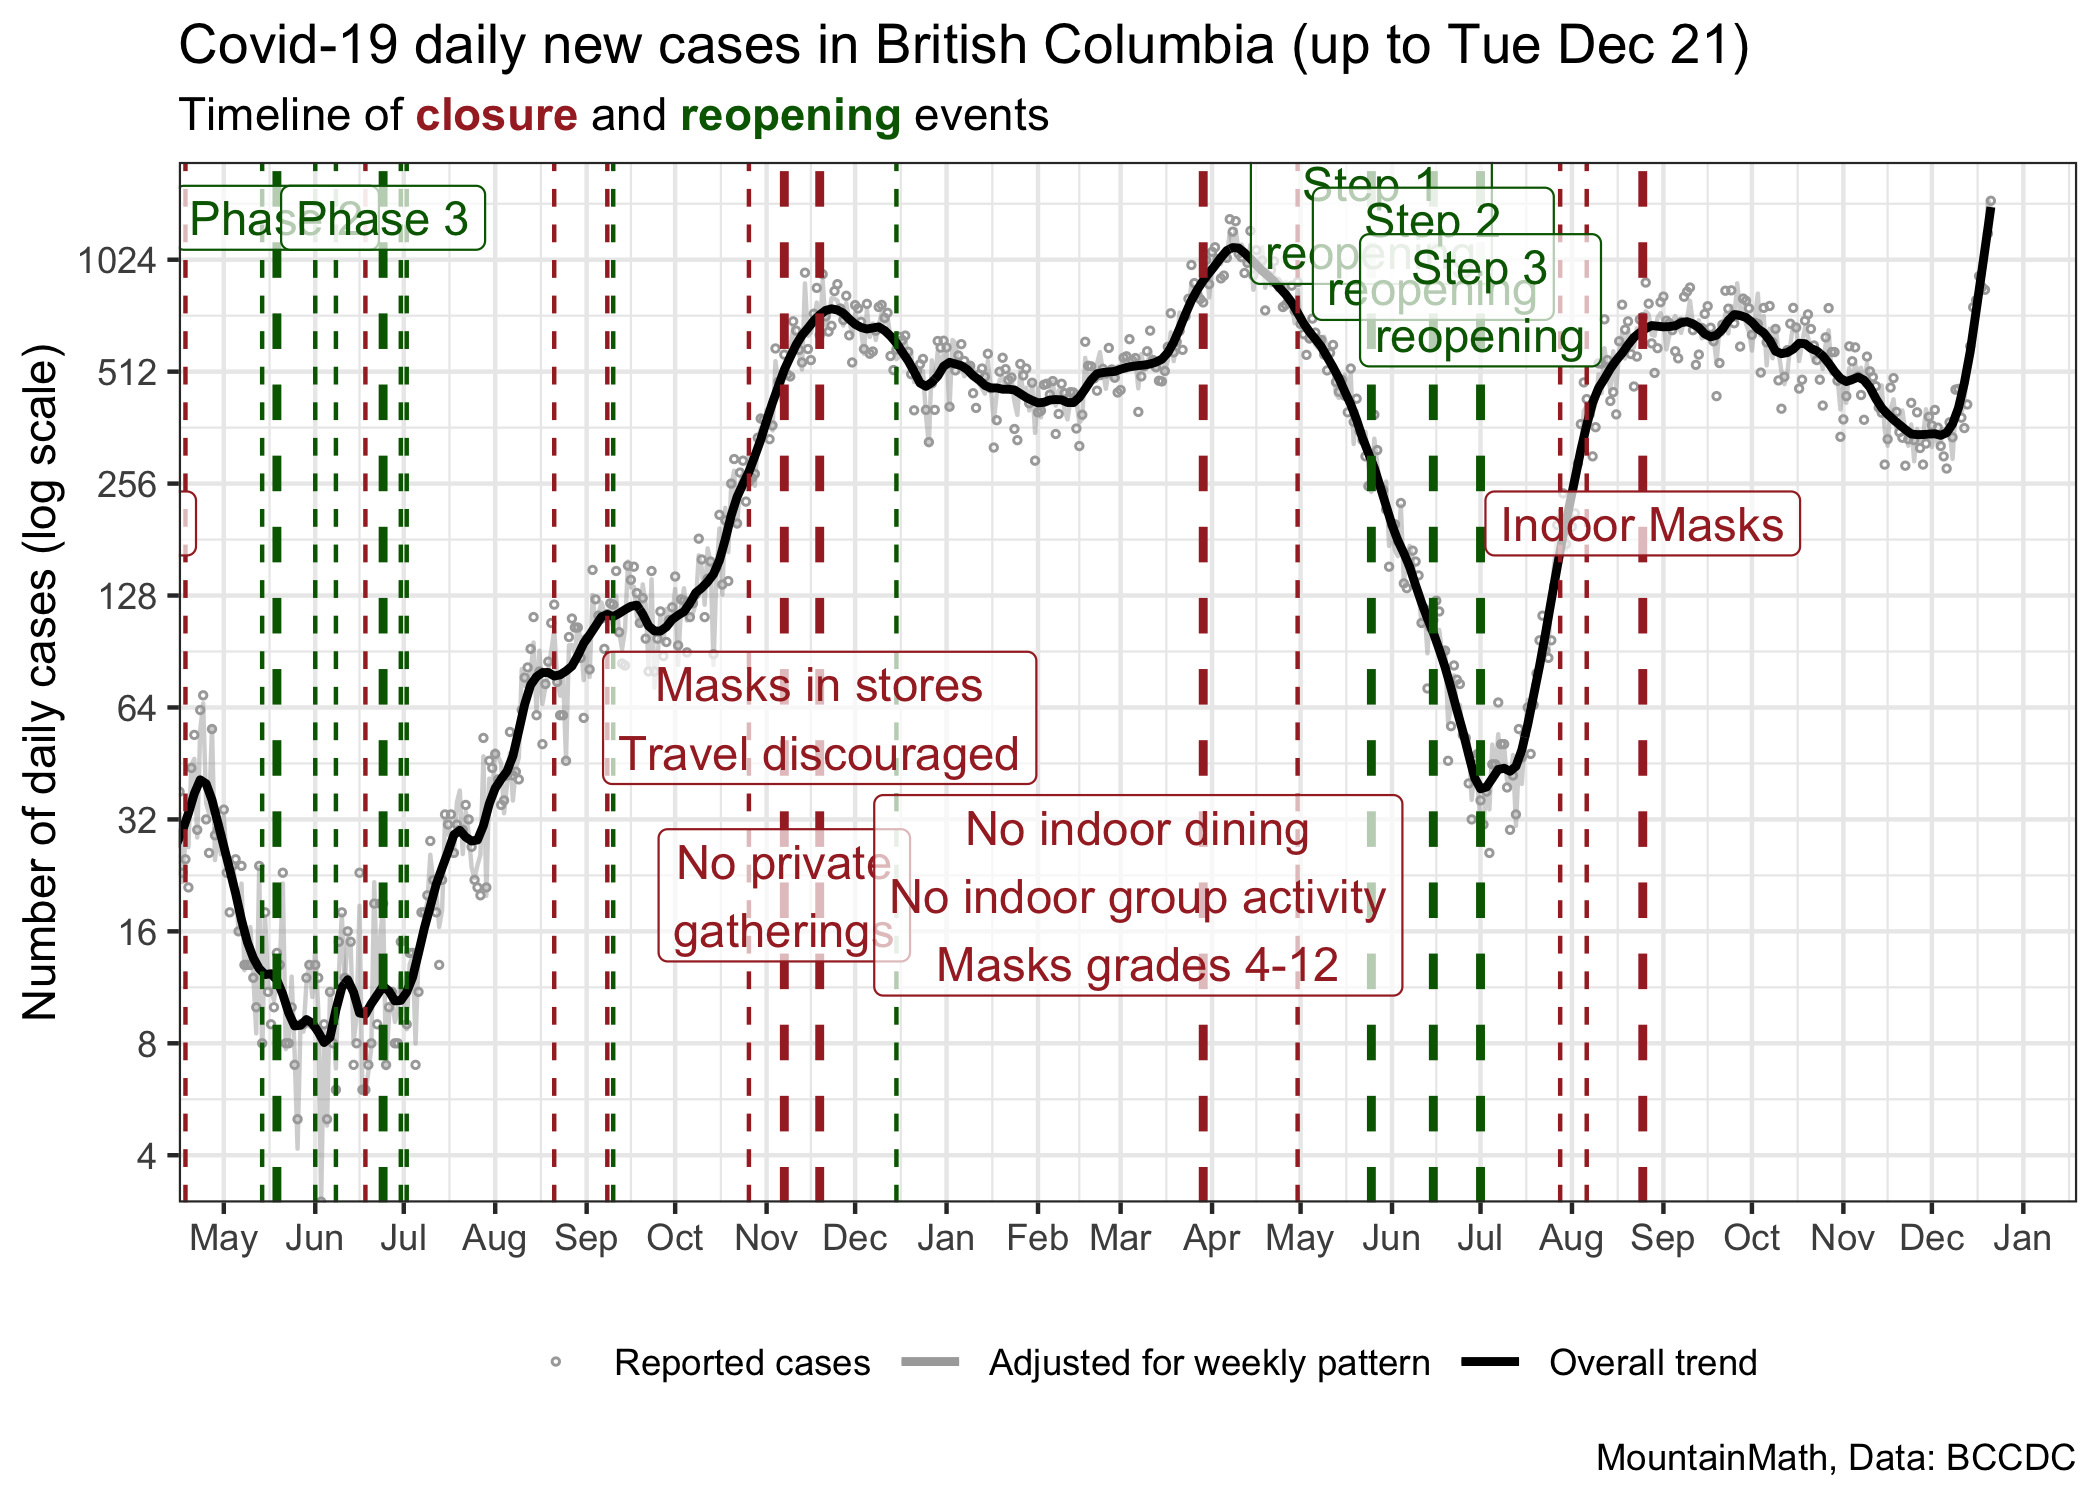 Covid-19 daily new cases in British Columbia (up to Tue Dec 21)
Timeline of closure and reopening events
Number of daily cases (log scale)
1024
512
256
128
64
32
16
8
4
Phase 2
Phase 3
Step 1
reopening
Step 2
reopening
Step 3
reopening
Indoor Masks
Masks in stores
Travel discouraged
No private
gatherings
No indoor dining
No indoor group activity
Masks grades 4-12
May Jun Jul Aug Sep Oct Nov Dec Jan Feb Mar Apr May Jun Jul Aug Sep Oct Nov Dec Jan
Reported cases Adjusted for weekly pattern Overall trend
MountainMath, Data: BCCDC